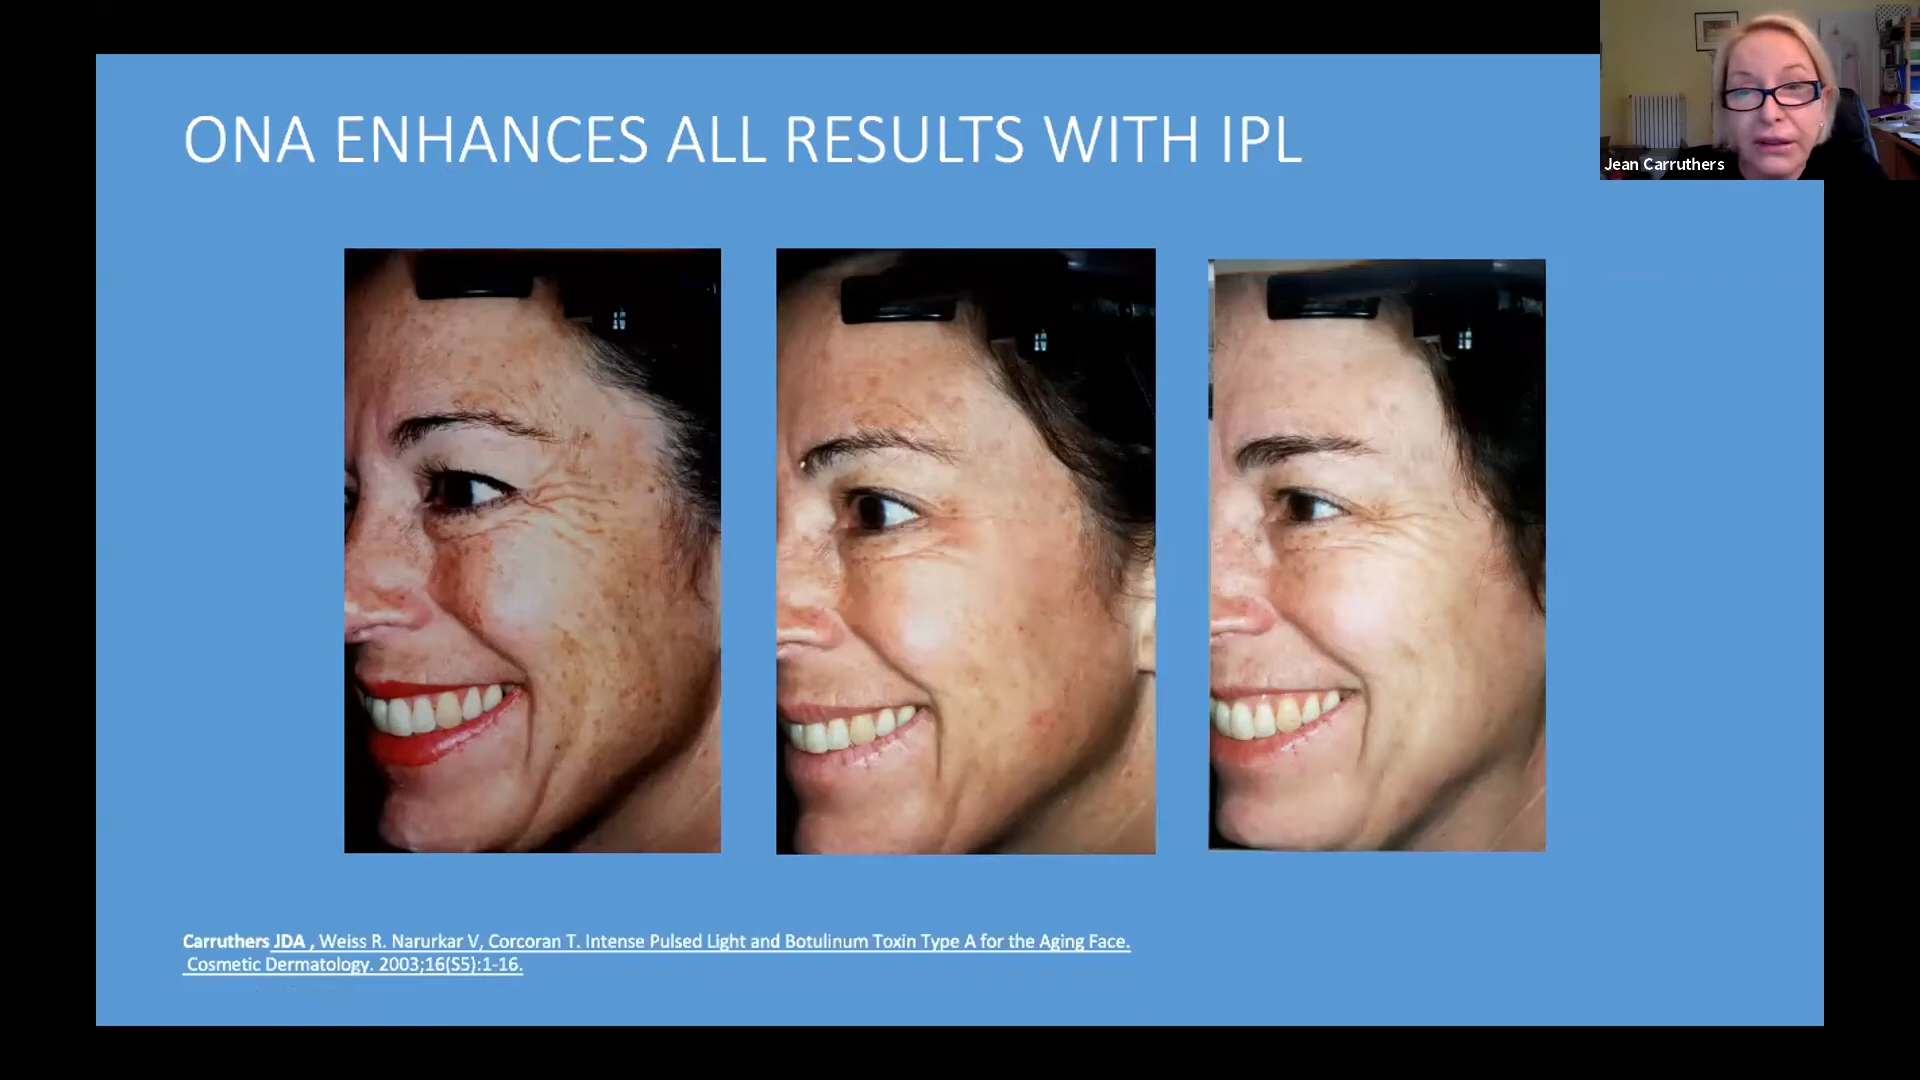 ONA ENHANCES ALL RESULTS WITH IPL
Jean Carruthers
Carruthers JDA , Weiss R. Narurkar V, Corcoran T. Intense Pulsed Light and Botulinum Toxin Type A for the Aging Face.
Cosmetic Dermatology. 2003;16(S5):1-16.